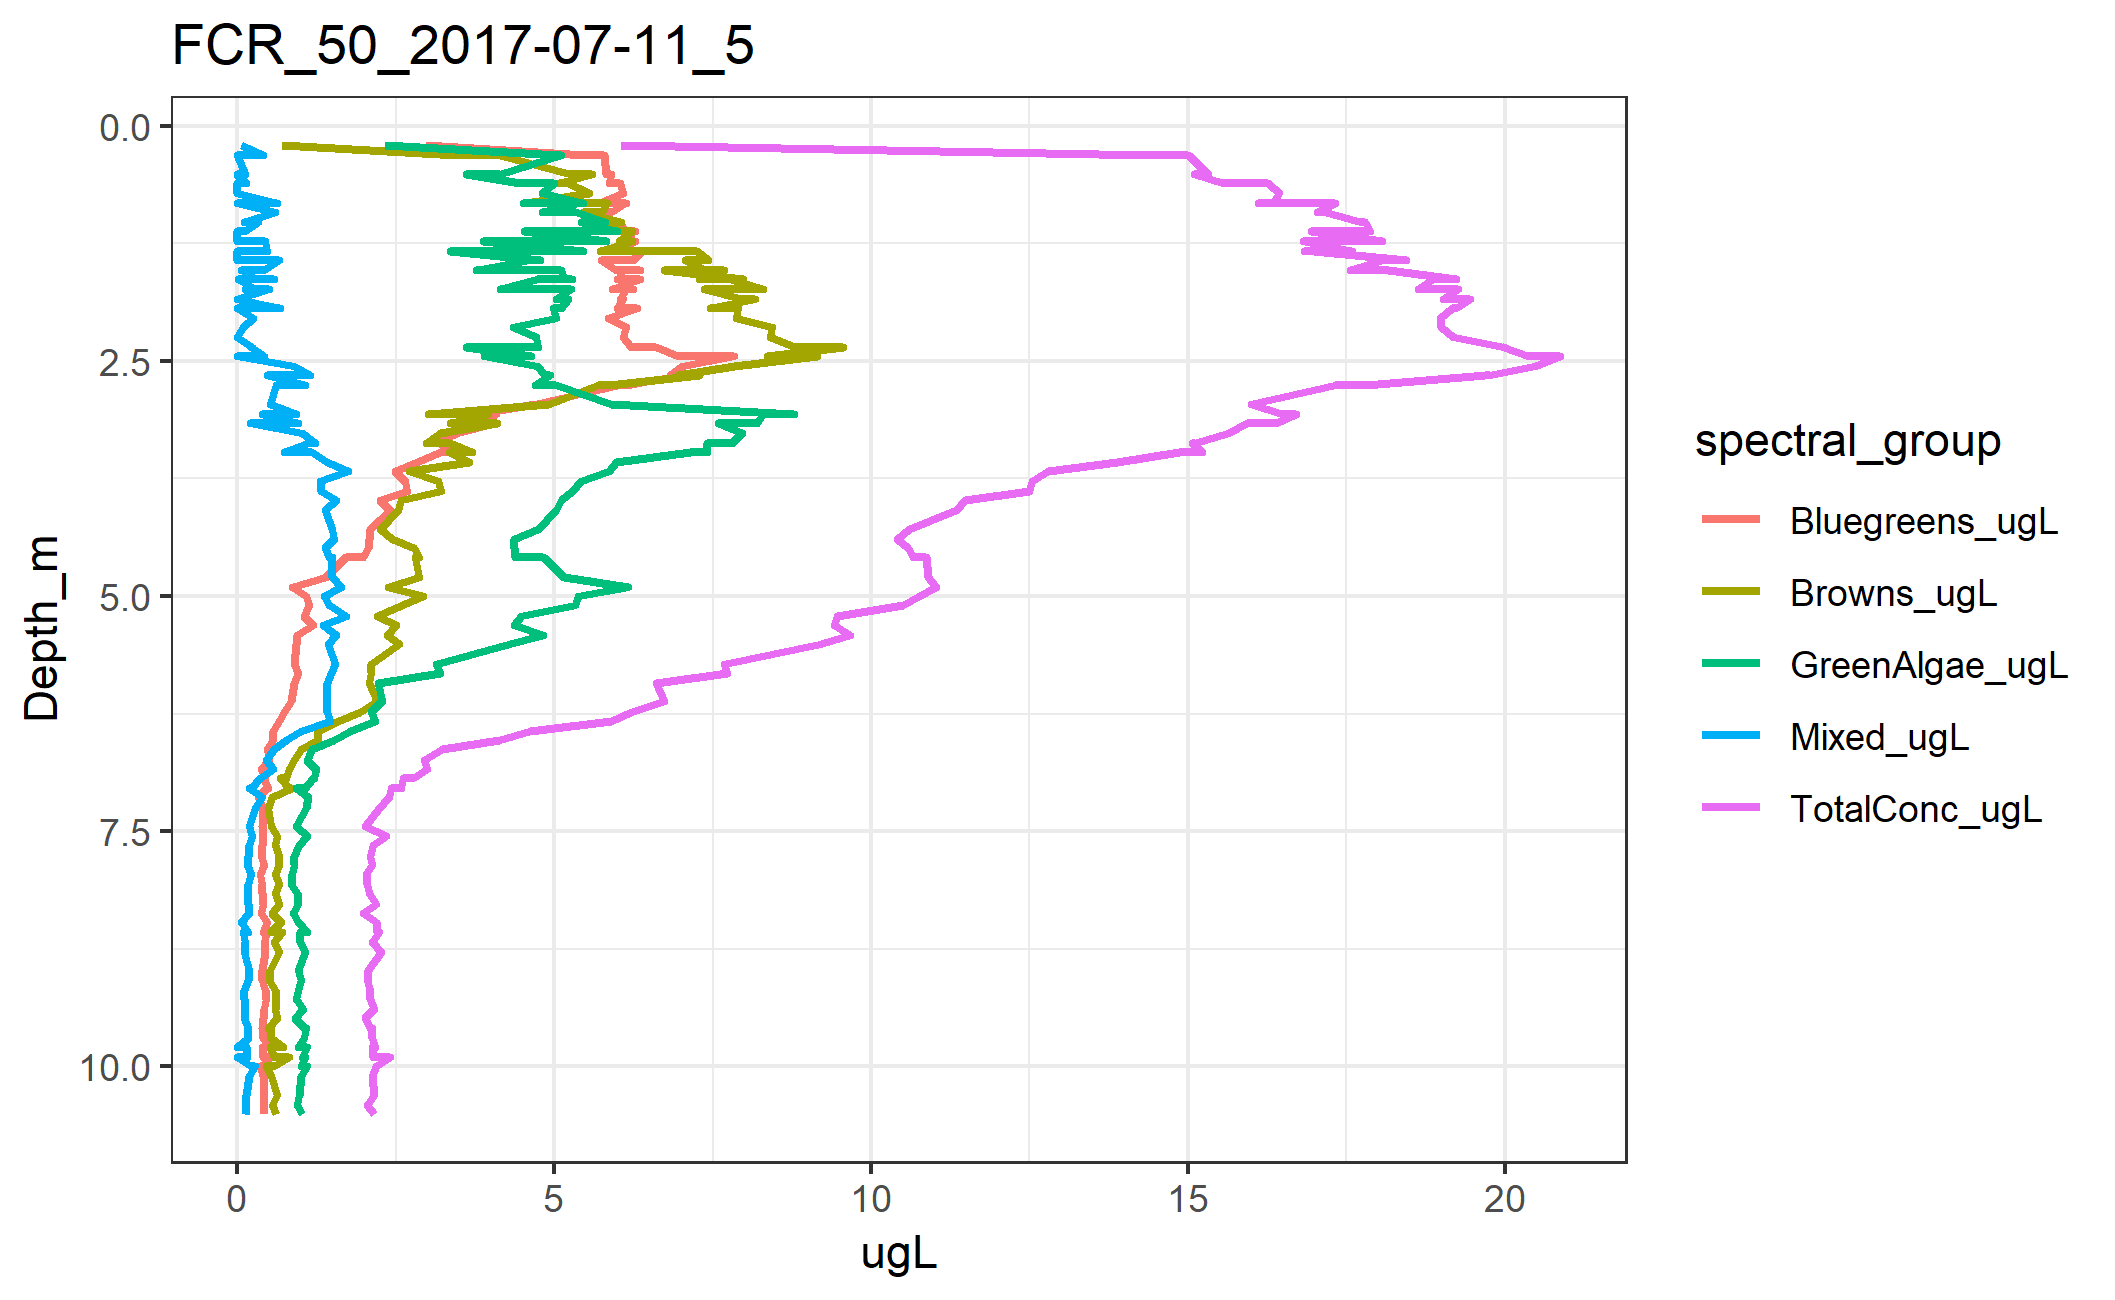 FCR_50_2017-07-11_5
0.0
2.5
5.0
7.5
10.0
Depth_m
0 5 10 15 20
ugL
spectral_group
Bluegreens_ugL
Browns_ugL
GreenAlgae_ugL
Mixed_ugL
TotalConc_ugL